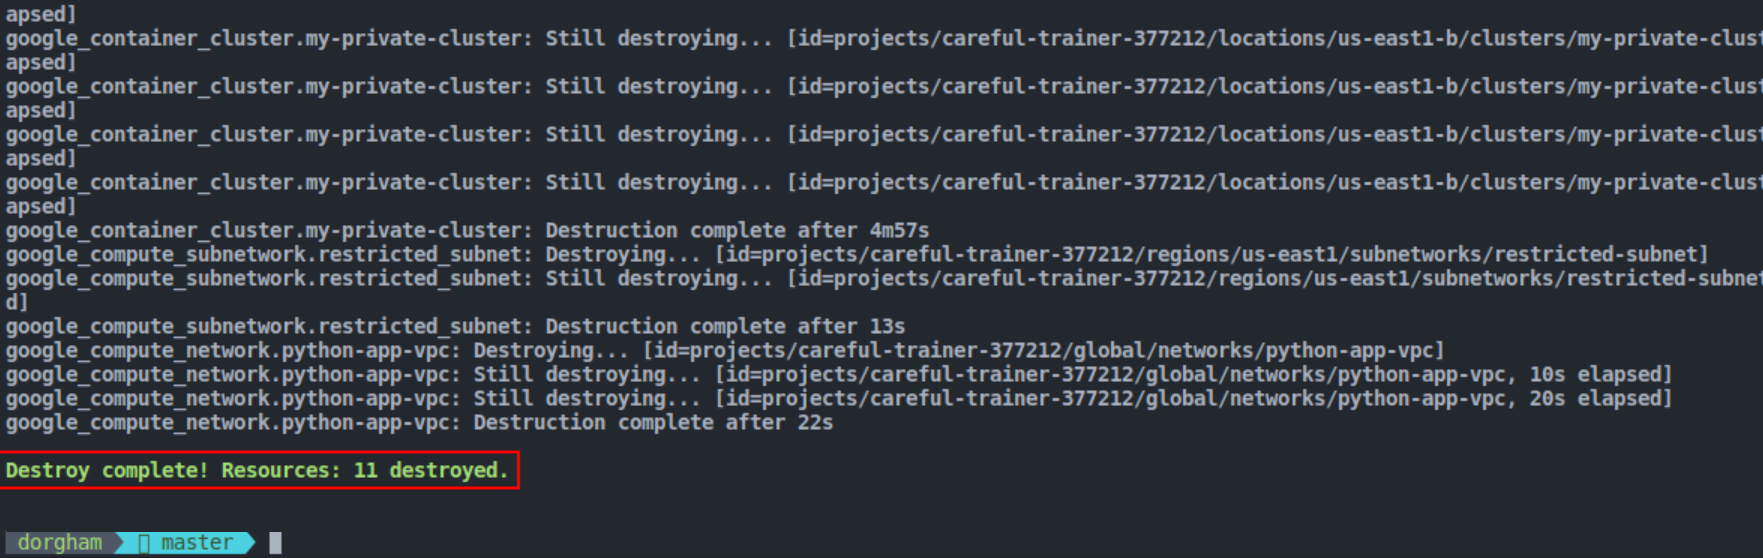 apsed]
google_container_cluster.my-private-cluster: Still destroying... [id=projects/careful-trainer-377212/locations/us-east1-b/clusters/my-private-clust
apsed]
google_container_cluster.my-private-cluster: Still destroying... [id=projects/careful-trainer-377212/locations/us-east1-b/clusters/my-private-clust
apsed]
google_container_cluster.my-private-cluster: Still destroying... [id=projects/careful-trainer-377212/locations/us-east1-b/clusters/my-private-clust
apsed]
google_container_cluster.my-private-cluster: Still destroying... [id=projects/careful-trainer-377212/locations/us-east1-b/clusters/my-private-clust
apsed]
google_container_cluster.my-private-cluster: Destruction complete after 4m57s
google_compute_subnetwork.restricted_subnet: Destroying... [id=projects/careful-trainer-377212/regions/us-east1/subnetworks/restricted-subnet]
google_compute_subnetwork.restricted_subnet: Still destroying... [id=projects/careful-trainer-377212/regions/us-east1/subnetworks/restricted-subnet
d]
google_compute_subnetwork.restricted_subnet: Destruction complete after 13s
google_compute_network.python-app-vpc: Destroying... [id=projects/careful-trainer-377212/global/networks/python-app-vpc]
google_compute_network.python-app-vpc: Still destroying... [id=projects/careful-trainer-377212/global/networks/python-app-vpc, 10s elapsed]
google_compute_network.python-app-vpc: Still destroying... [id=projects/careful-trainer-377212/global/networks/python-app-vpc, 20s elapsed]
google_compute_network.python-app-vpc: Destruction complete after 22s
Destroy complete! Resources: 11 destroyed.
dorgham master